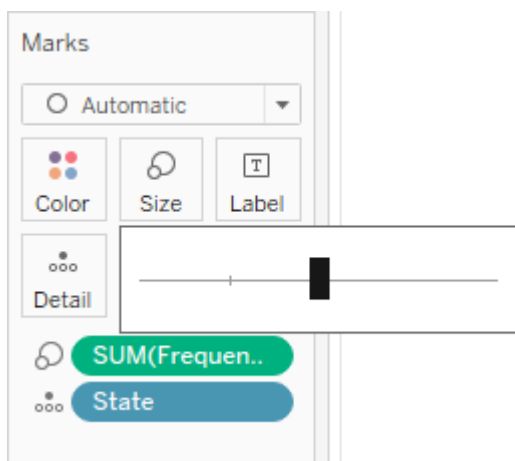 Marks
Automatic
Color Size Label
Detail
SUM(Frequen..
State